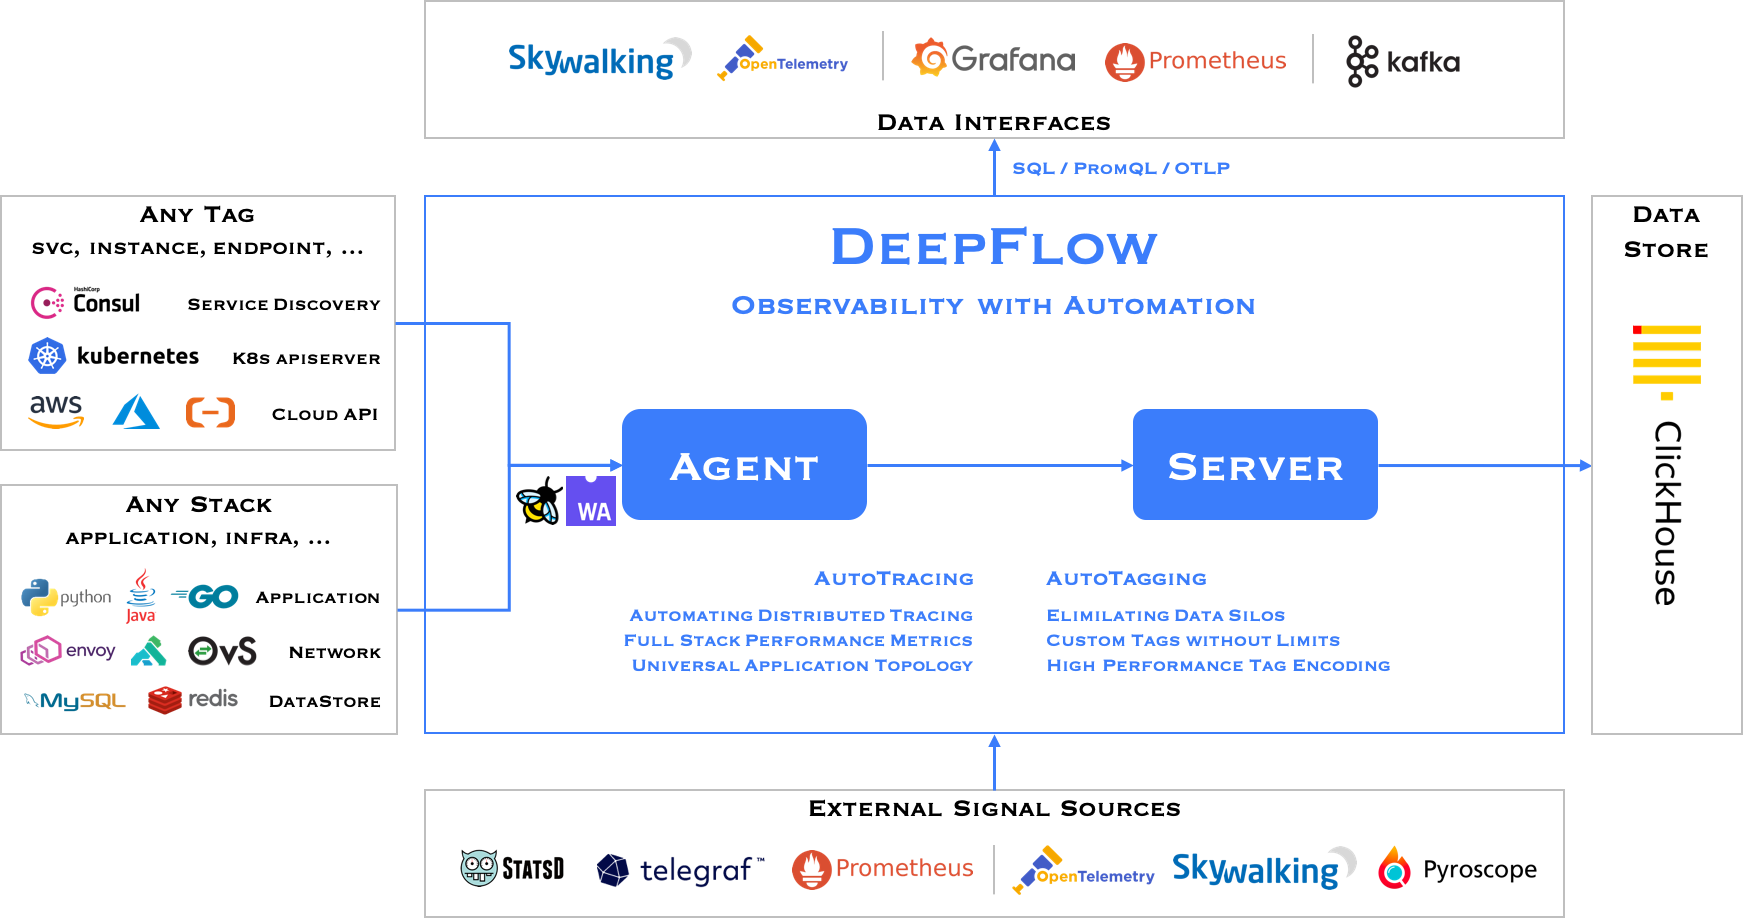 Skywalking
OpenTelemetry
Grafana
Prometheus
kafka
Data Interfaces
SQL / PromQL / OTLP
Any Tag
svc, instance, endpoint, ...
HashiCorp
Consul
Service Discovery
kubernetes
K8s apiserver
aws
Cloud API
Any Stack
application, infra, ...
python
Java
GO
Application
envoy
OvS
Network
MySQL
redis
DataStore
DeepFlow
Observability with Automation
Agent
Server
WA
AutoTracing
Automating Distributed Tracing
Full Stack Performance Metrics
Universal Application Topology
AutoTagging
Elimilating Data Silos
Custom Tags without Limits
High Performance Tag Encoding
Data
Store
ClickHouse
External Signal Sources
StatsD
telegraf™
Prometheus
OpenTelemetry
Skywalking
Pyroscope